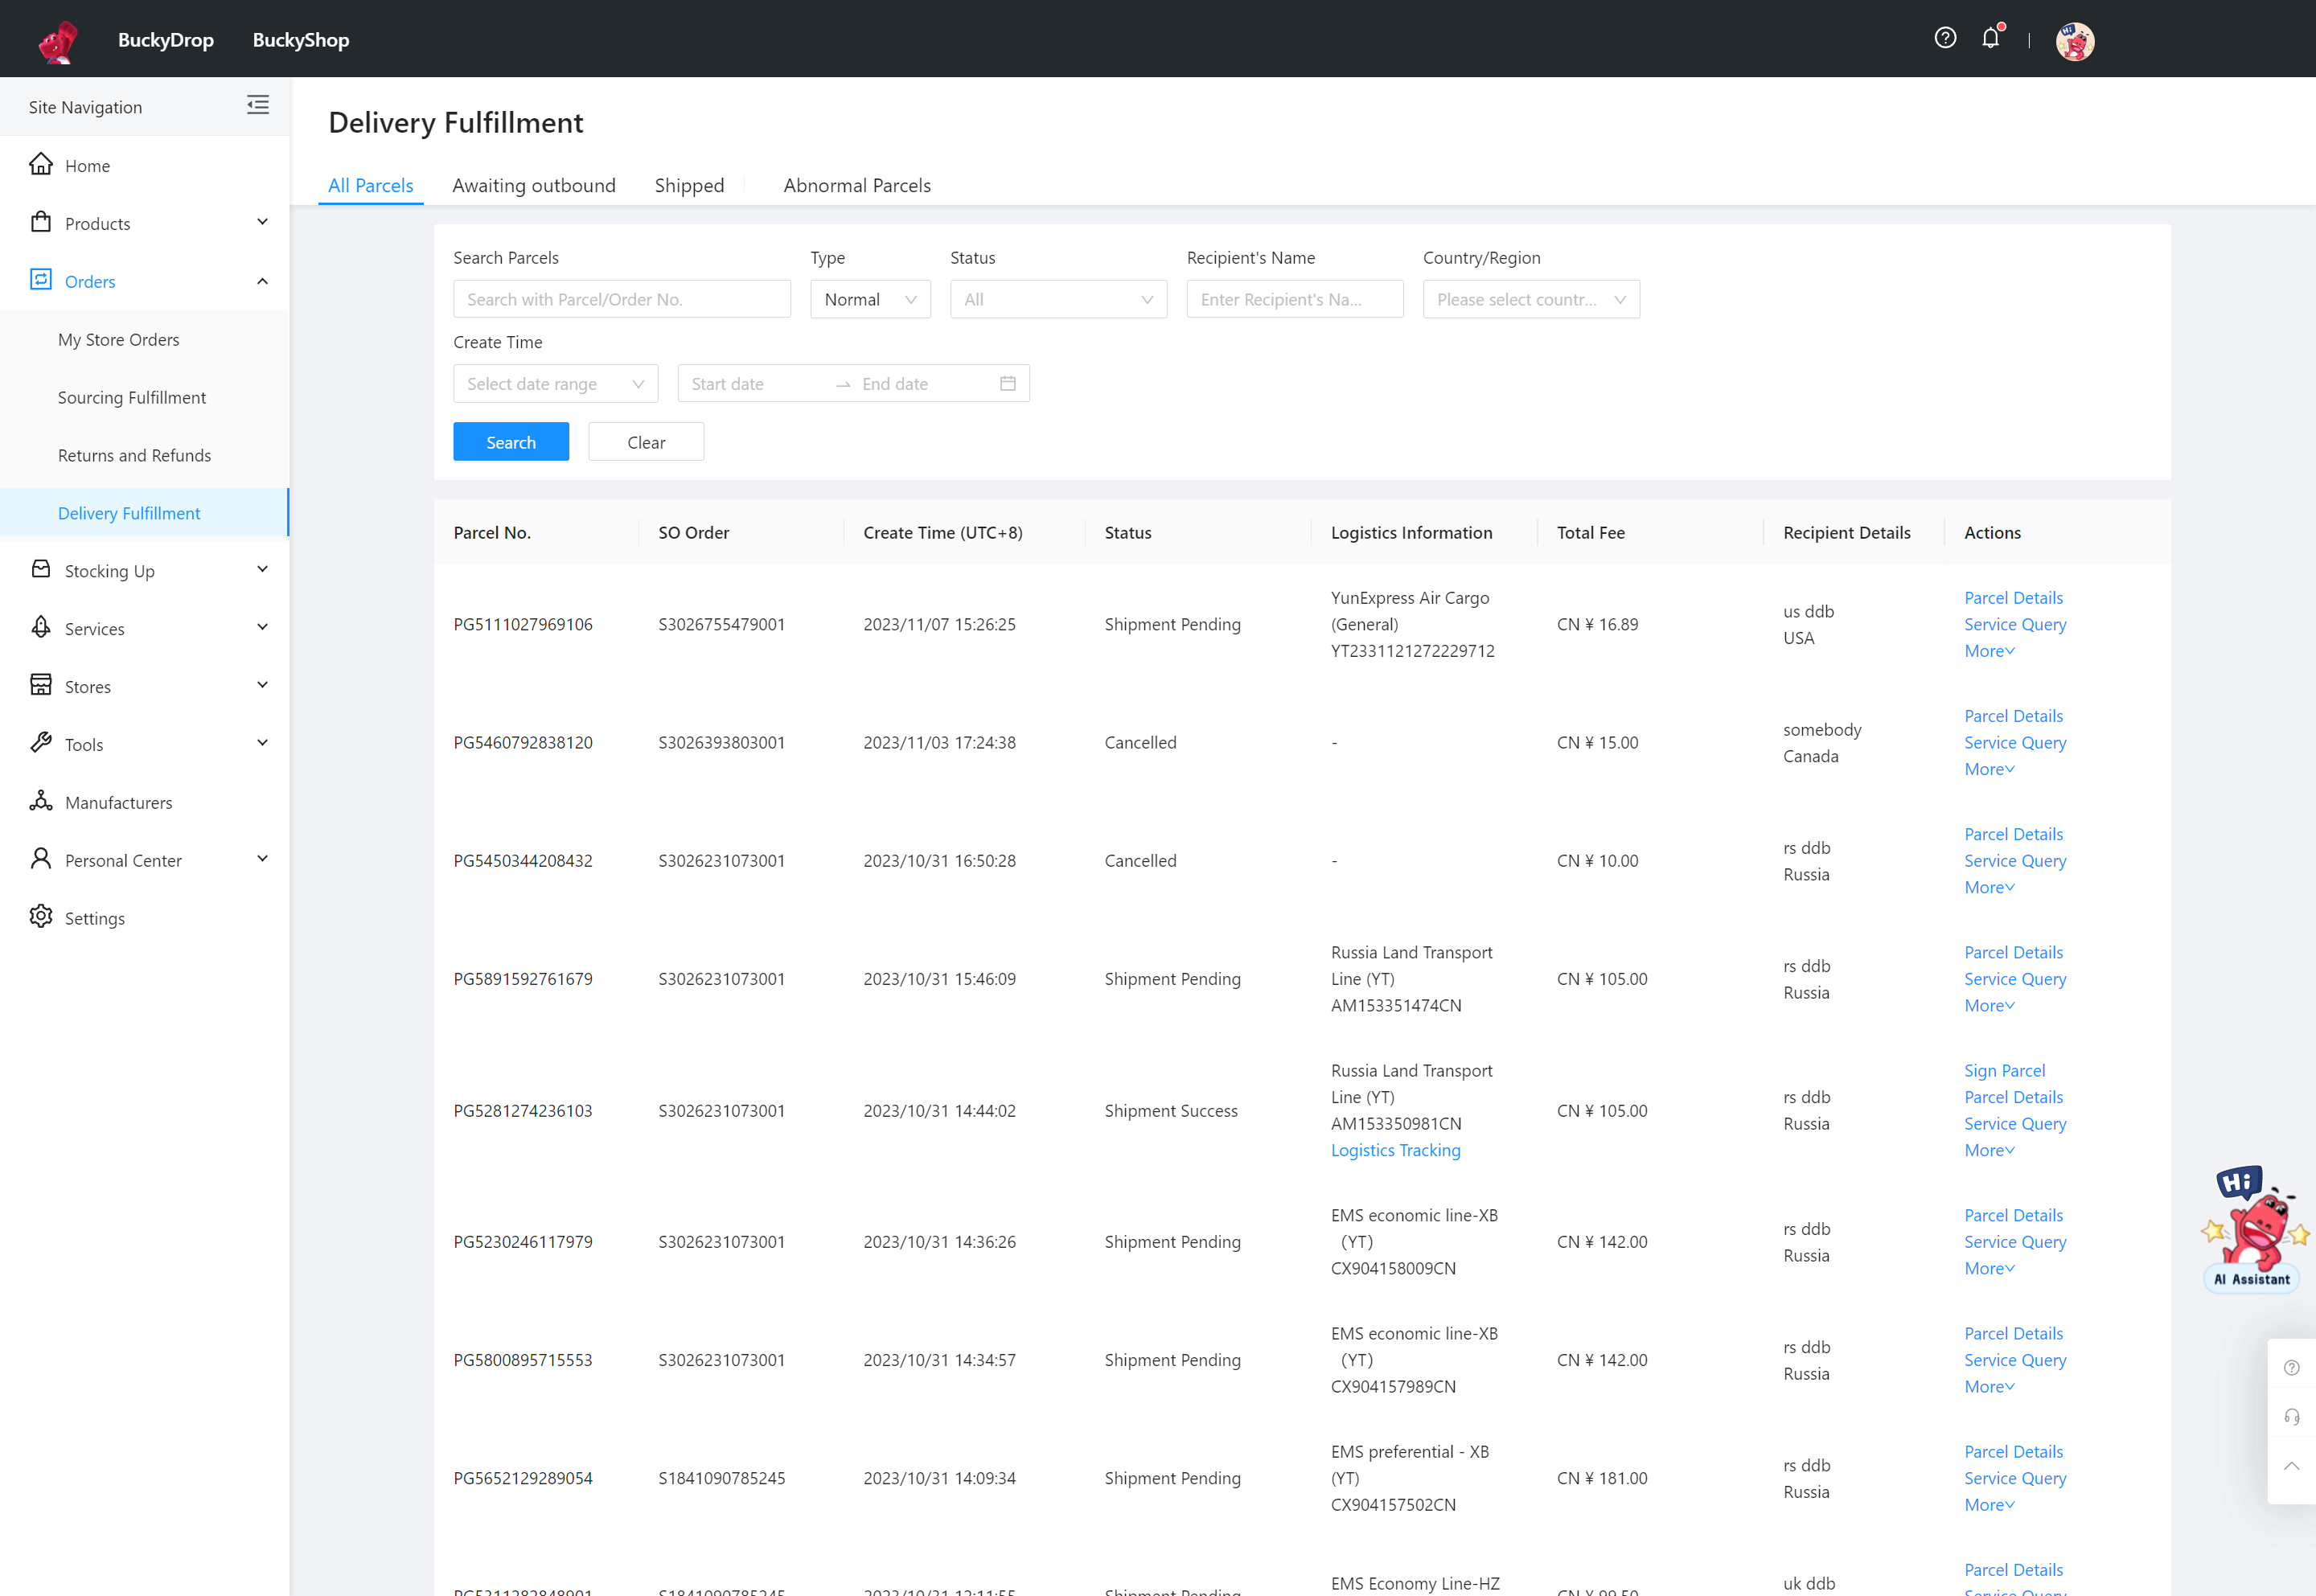 BuckyDrop BuckyShop
Site Navigation
Home
Products
Orders
My Store Orders
Sourcing Fulfillment
Returns and Refunds
Delivery Fulfillment
Stocking Up
Services
Stores
Tools
Manufacturers
Personal Center
Settings
Delivery Fulfillment
All Parcels Awaiting outbound Shipped Abnormal Parcels
Search Parcels Type Status Recipient's Name Country/Region
Search with Parcel/Order No. Normal All Enter Recipient's Na... Please select countr...
Create Time
Select date range Start date End date
Search Clear
Parcel No. SO Order Create Time (UTC+8) Status Logistics Information Total Fee Recipient Details Actions
PG5111027969106 S3026755479001 2023/11/07 15:26:25 Shipment Pending
YunExpress Air Cargo
(General)
YT2331121272229712
CN ¥ 16.89
us ddb
USA
Parcel Details
Service Query
More
PG5460792838120 S3026393803001 2023/11/03 17:24:38 Cancelled - CN ¥ 15.00
somebody
Canada
Parcel Details
Service Query
More
PG5450344208432 S3026231073001 2023/10/31 16:50:28 Cancelled - CN ¥ 10.00
rs ddb
Russia
Parcel Details
Service Query
More
PG5891592761679 S3026231073001 2023/10/31 15:46:09 Shipment Pending
Russia Land Transport
Line (YT)
AM153351474CN
CN ¥ 105.00
rs ddb
Russia
Parcel Details
Service Query
More
PG5281274236103 S3026231073001 2023/10/31 14:44:02 Shipment Success
Russia Land Transport
Line (YT)
AM153350981CN
Logistics Tracking
CN ¥ 105.00
rs ddb
Russia
Sign Parcel
Parcel Details
Service Query
More
PG5230246117979 S3026231073001 2023/10/31 14:36:26 Shipment Pending
EMS economic line-XB
（YT）
CX904158009CN
CN ¥ 142.00
rs ddb
Russia
Parcel Details
Service Query
More
PG5800895715553 S3026231073001 2023/10/31 14:34:57 Shipment Pending
EMS economic line-XB
（YT）
CX904157989CN
CN ¥ 142.00
rs ddb
Russia
Parcel Details
Service Query
More
PG5652129289054 S1841090785245 2023/10/31 14:09:34 Shipment Pending
EMS preferential - XB
(YT)
CX904157502CN
CN ¥ 181.00
rs ddb
Russia
Parcel Details
Service Query
More
S1841090785245 Shipment Pending
EMS Economy Line-HZ
uk ddb
Parcel Details
Service Query
Hi
AI Assistant